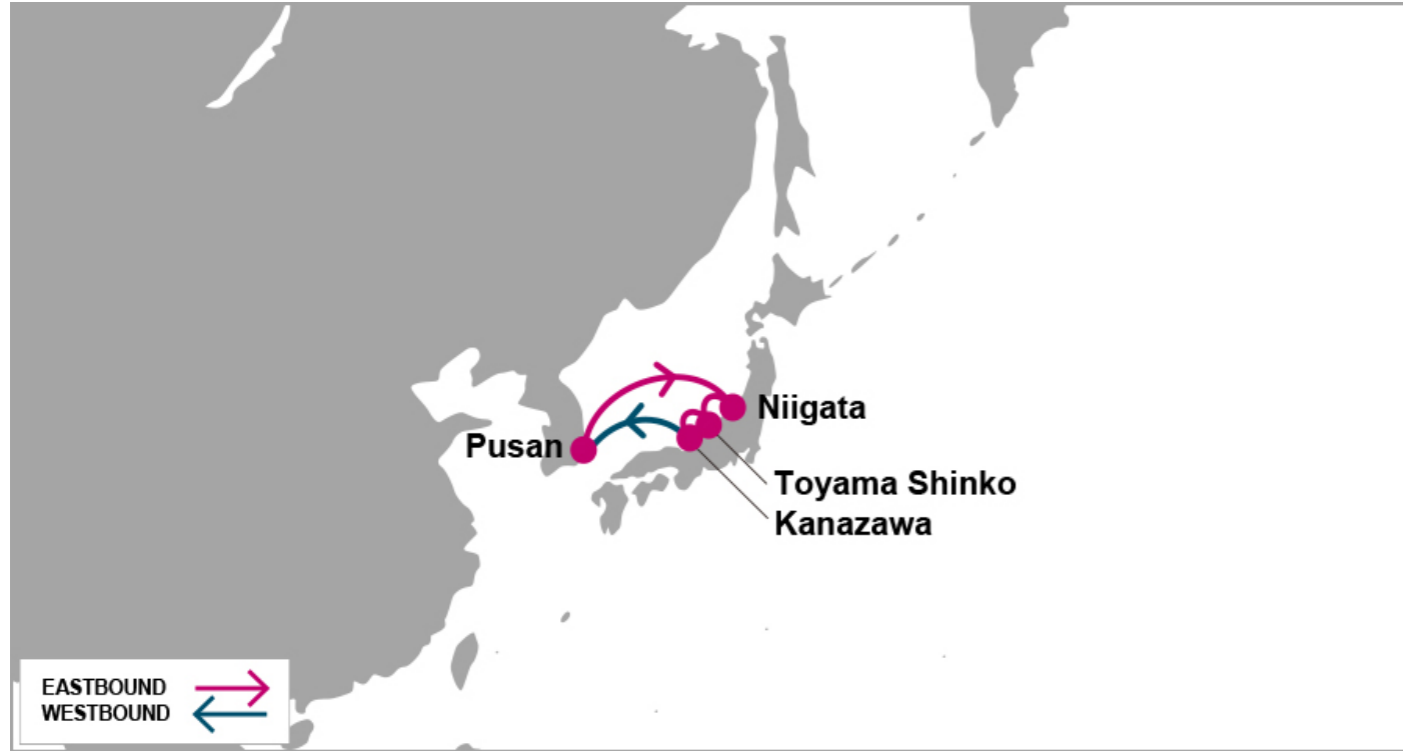 Niigata
Pusan
Toyama Shinko
Kanazawa
EASTBOUND
WESTBOUND